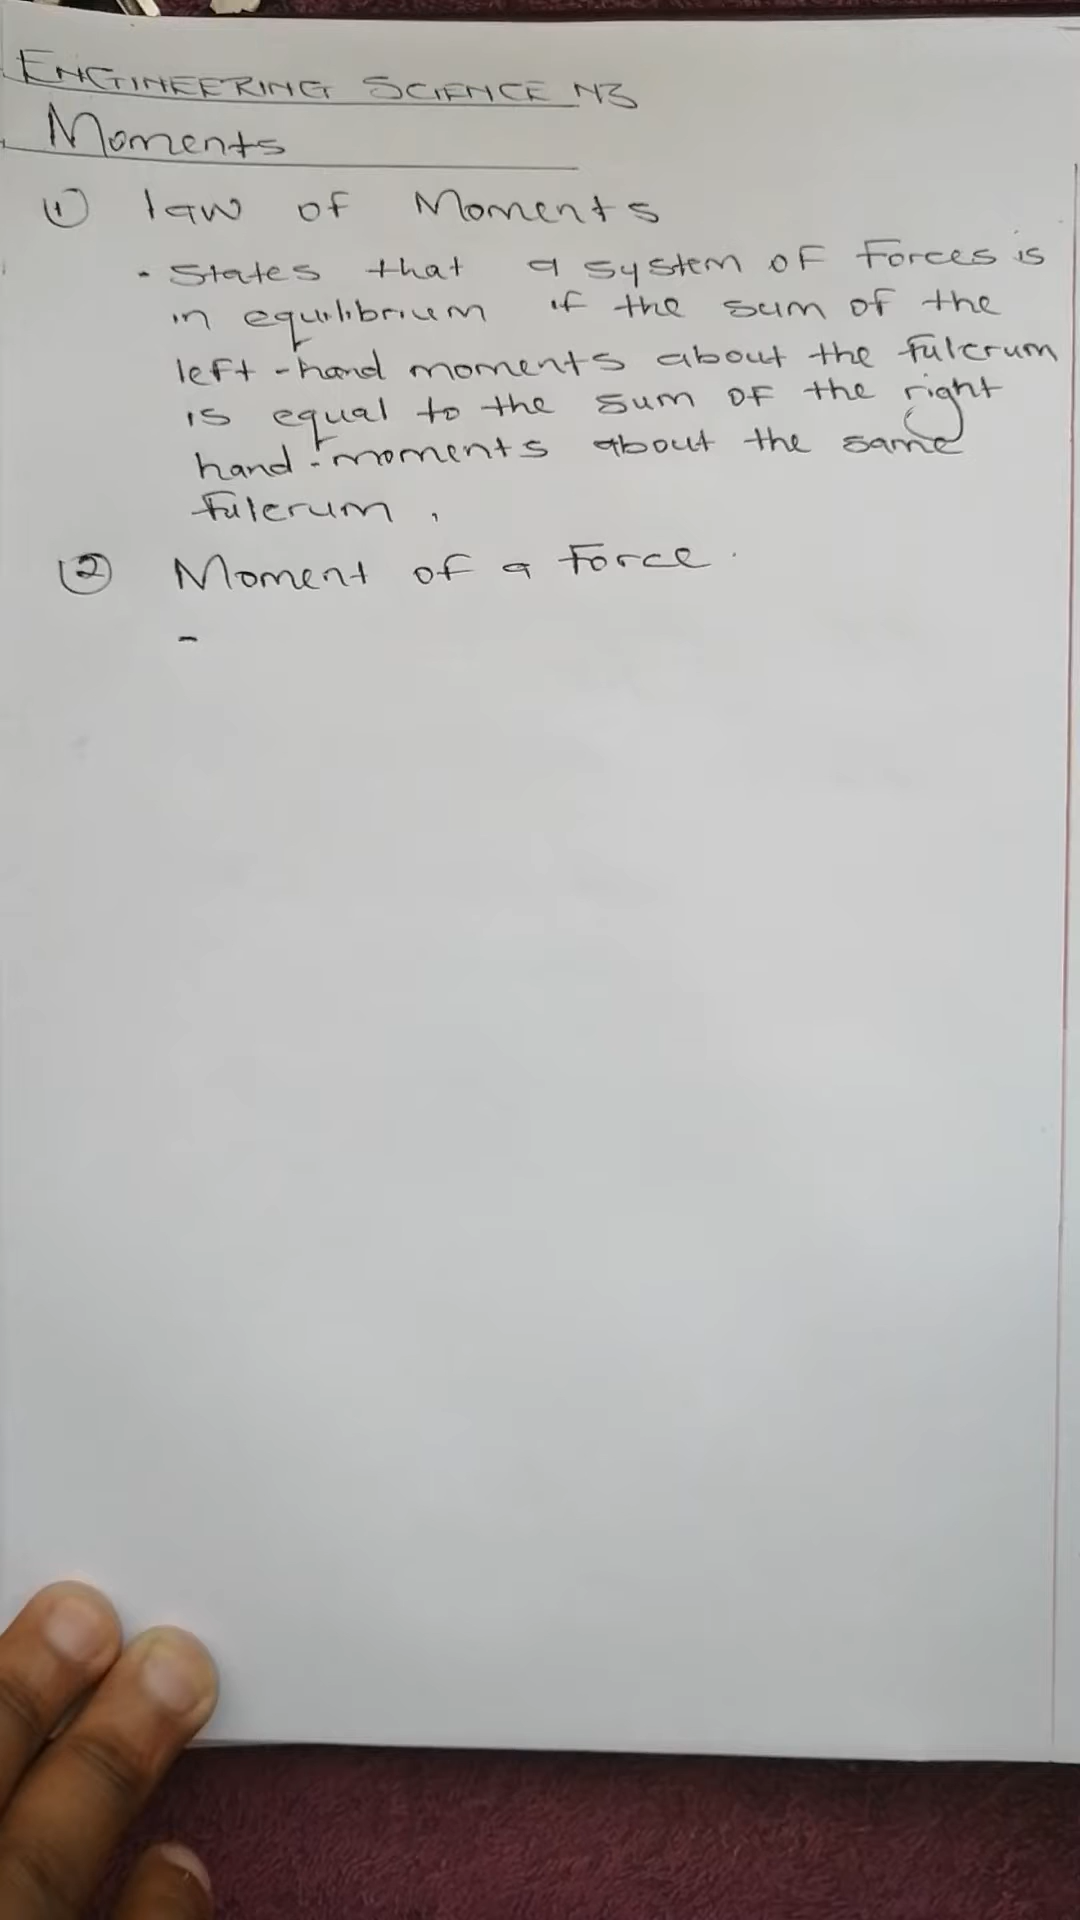 ENGINEERING SCIENCE N3
Moments
① law of Moments
• States that a system of Forces is
in equilibrium if the sum of the
left-hand moments about the fulcrum
is equal to the sum of the right
hand-moments about the same
fulcrum.
② Moment of a Force.
-